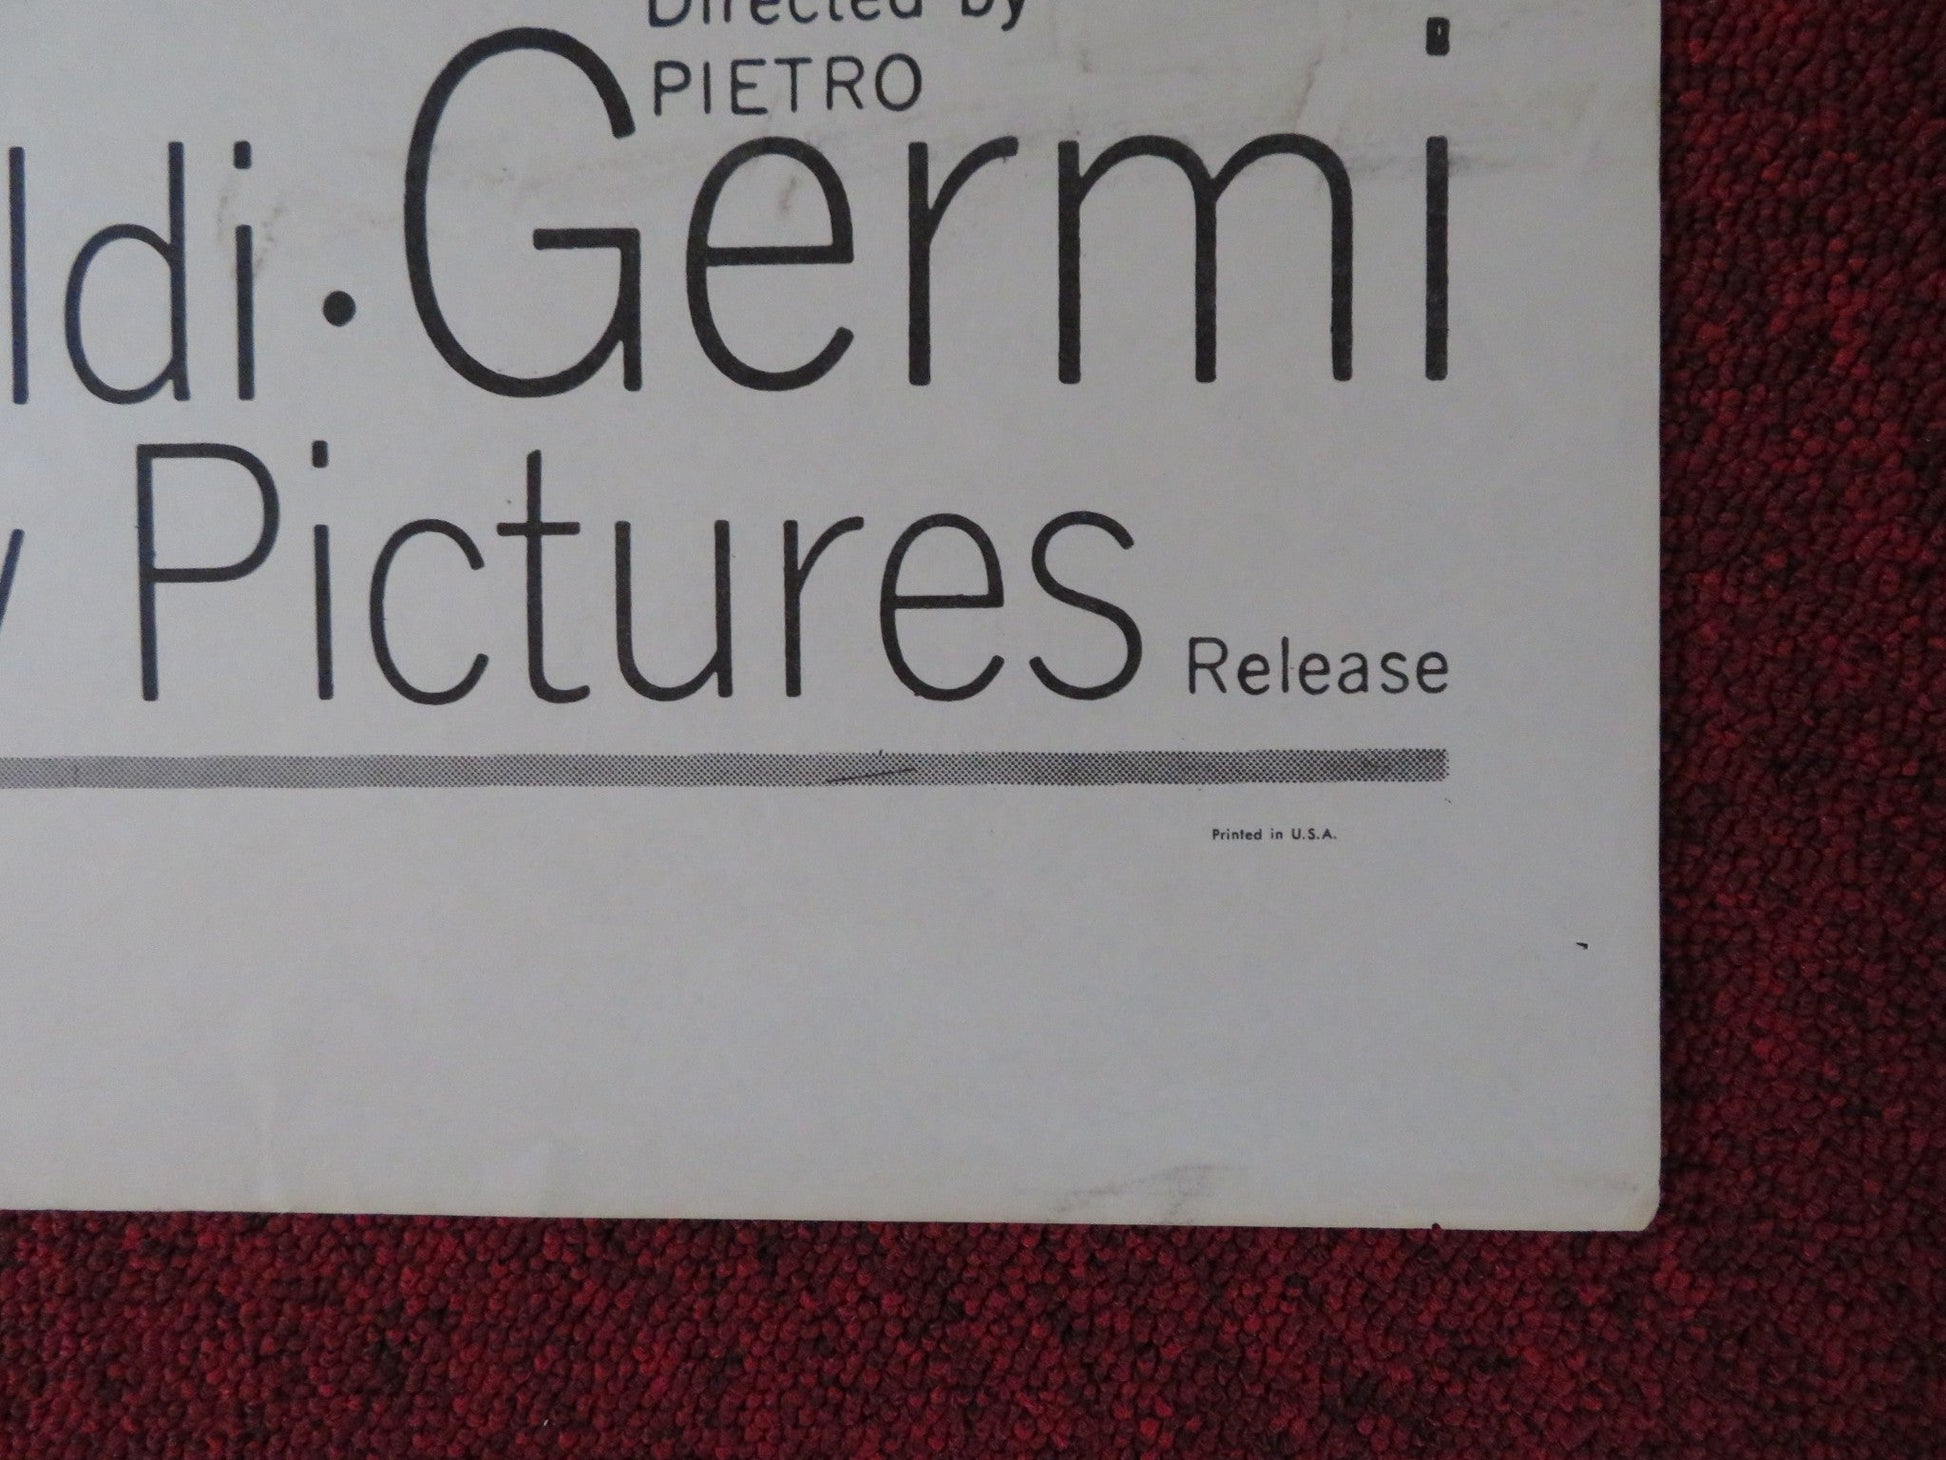 Directed by
PIETRO
ldi · Germi
y Pictures Release
Printed in U.S.A.